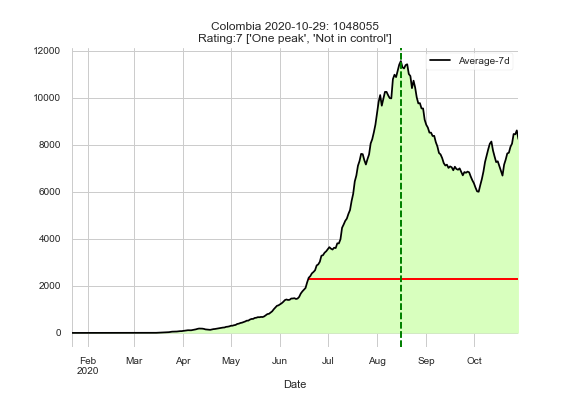 Colombia 2020-10-29: 1048055
Rating:7 ['One peak', 'Not in control']
Average-7d
12000
10000
8000
6000
4000
2000
0
Feb Mar Apr May Jun Jul Aug Sep Oct
2020
Date